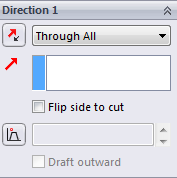 Direction 1
Through All
Flip side to cut
Draft outward